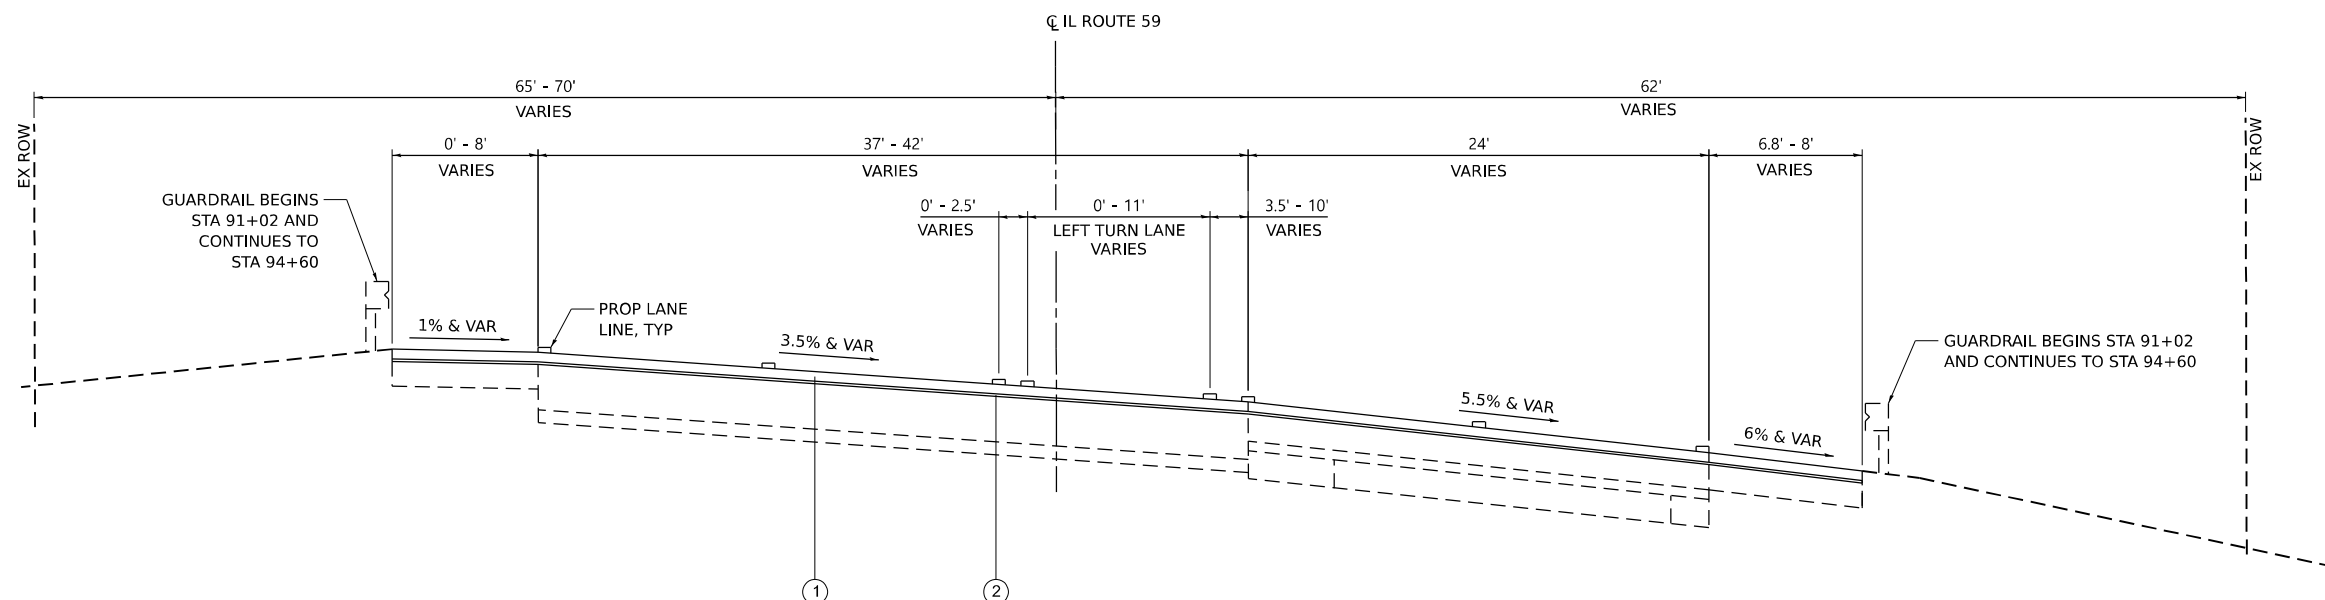 ℄ IL ROUTE 59
65' - 70'
VARIES
62'
VARIES
EX ROW
EX ROW
0' - 8'
VARIES
37' - 42'
VARIES
24'
VARIES
6.8' - 8'
VARIES
GUARDRAIL BEGINS
STA 91+02 AND
CONTINUES TO
STA 94+60
0' - 2.5'
VARIES
0' - 11'
LEFT TURN LANE
VARIES
3.5' - 10'
VARIES
PROP LANE
LINE, TYP
1% & VAR
3.5% & VAR
5.5% & VAR
6% & VAR
GUARDRAIL BEGINS STA 91+02
AND CONTINUES TO STA 94+60
1
2